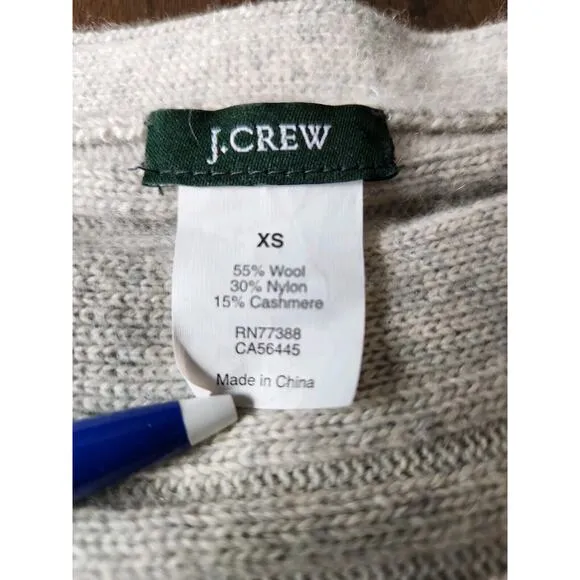 J.CREW
XS
55% Wool
30% Nylon
15% Cashmere
RN77388
CA56445
Made in China